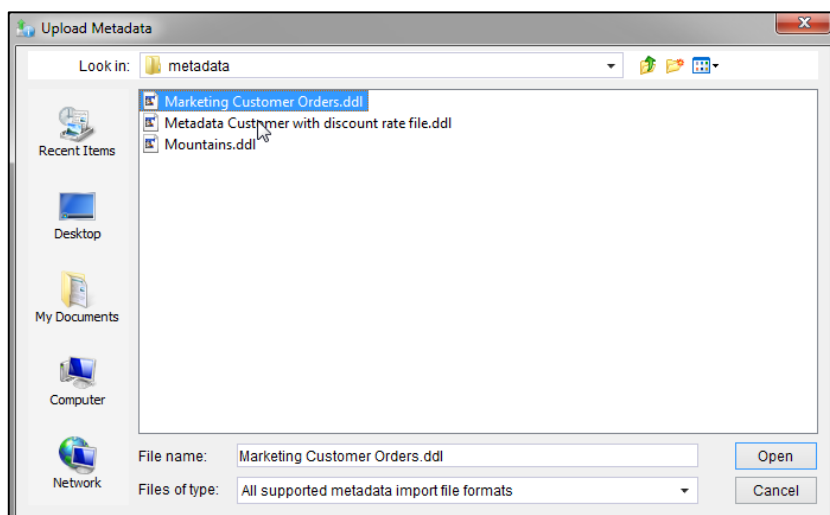 Upload Metadata
Look in:
metadata
Marketing Customer Orders.ddl
Metadata Customer with discount rate file.ddl
Mountains.ddl
Recent Items
Desktop
My Documents
Computer
Network
File name:
Marketing Customer Orders.ddl
Open
Files of type:
All supported metadata import file formats
Cancel